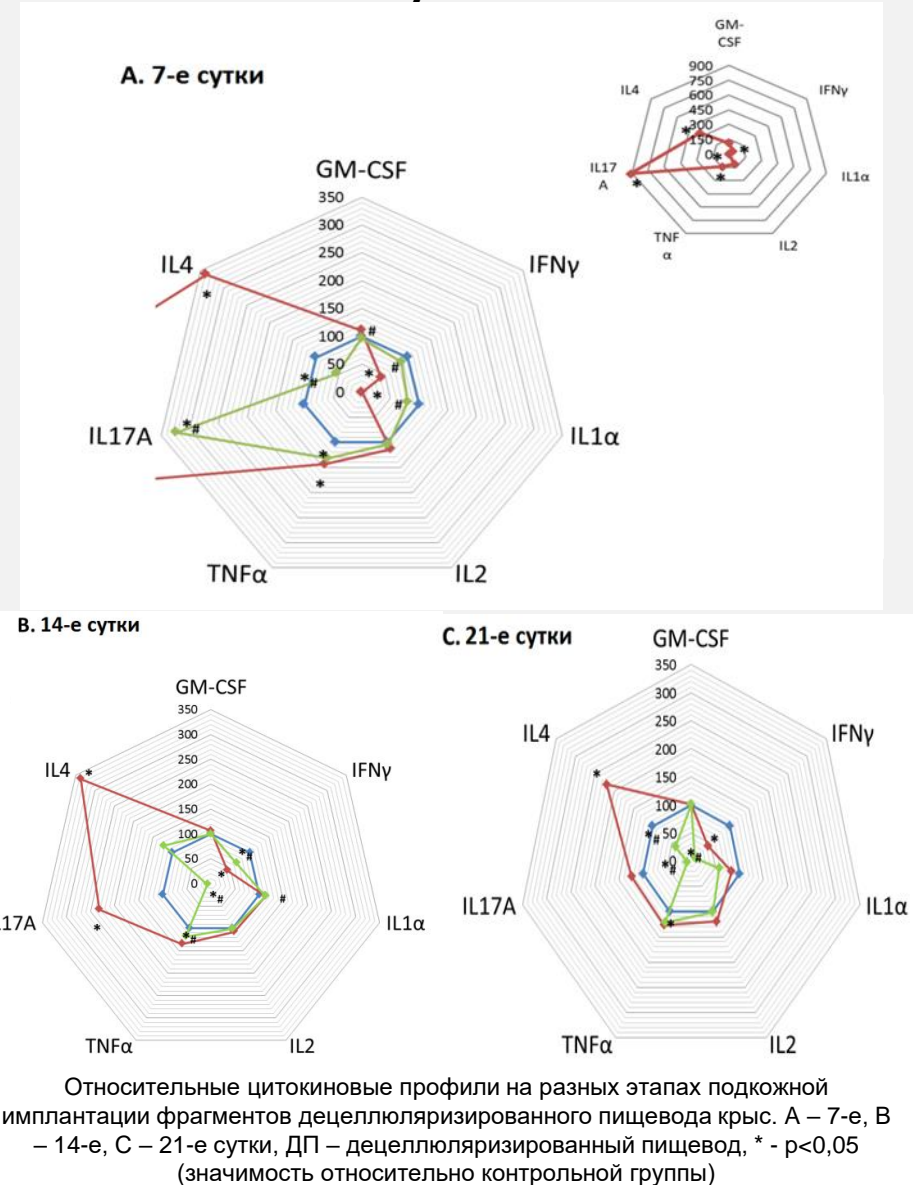 А. 7-е сутки
GM-
CSF
900
750
600
450
300
150
0
IL4
IFNγ
IL17
A
IL1α
TNF
α
IL2
*
*
*
*
*
GM-CSF
350
300
250
200
150
100
50
0
IL4
IFNγ
IL17A
IL1α
TNFα
IL2
*
#
*
#
*
#
*
#
*
*#
*
*
В. 14-е сутки
GM-CSF
350
300
250
200
150
100
50
0
IL4
*
IFNγ
*#
*
*#
#
17A
*
IL1α
*#
TNFα
IL2
С. 21-е сутки
GM-CSF
350
300
250
200
150
100
50
0
IL4
*
IFNγ
*
#
*
*
#
*
#
IL17A
IL1α
*
TNFα
IL2
Относительные цитокиновые профили на разных этапах подкожной
имплантации фрагментов децеллюляризированного пищевода крыс. А – 7-е, В
– 14-е, С – 21-е сутки, ДП – децеллюляризированный пищевод, * - p<0,05
(значимость относительно контрольной группы)